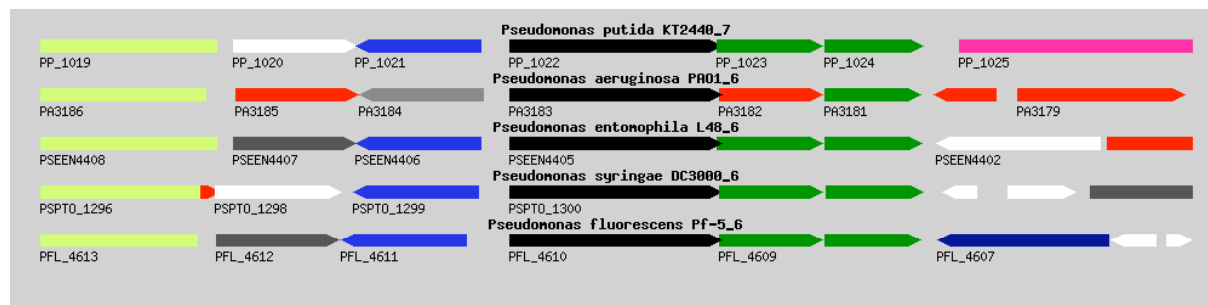 Pseudomonas putida KT2440_7
PP_1019 PP_1020 PP_1021 PP_1022 PP_1023 PP_1024 PP_1025
Pseudomonas aeruginosa PAO1_6
PA3186 PA3185 PA3184 PA3183 PA3182 PA3181 PA3179
Pseudomonas entomophila L48_6
PSEEN4408 PSEEN4407 PSEEN4406 PSEEN4405 PSEEN4402
Pseudomonas syringae DC3000_6
PSPTO_1296 PSPTO_1298 PSPTO_1299 PSPTO_1300
Pseudomonas fluorescens Pf-5_6
PFL_4613 PFL_4612 PFL_4611 PFL_4610 PFL_4609 PFL_4607